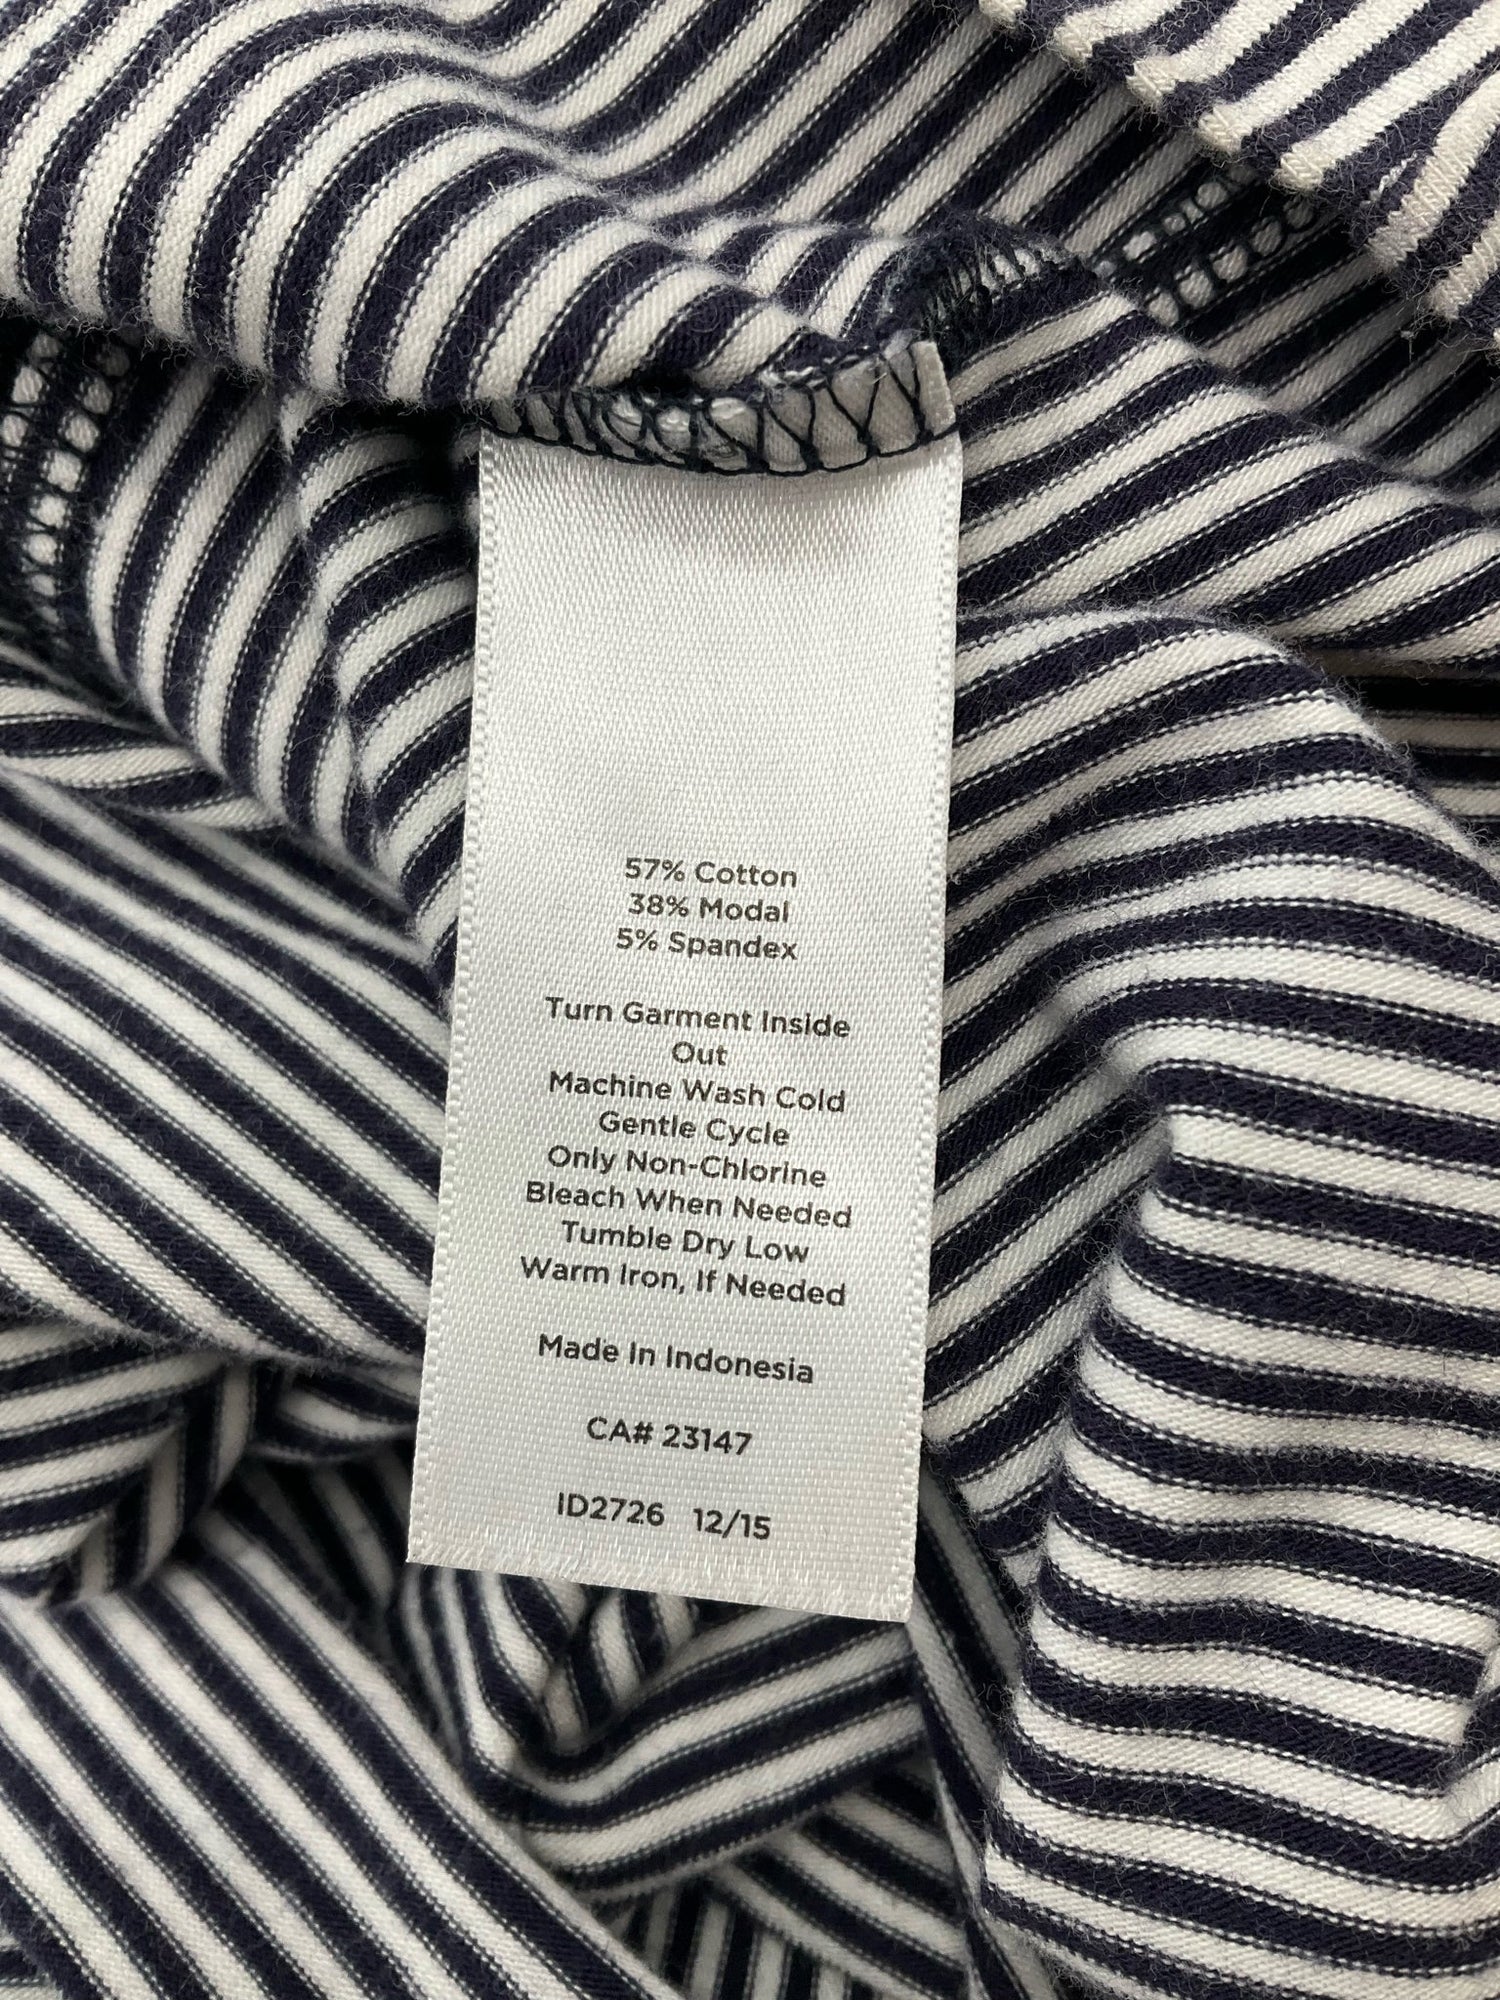 57% Cotton
38% Modal
5% Spandex
Turn Garment Inside
Out
Machine Wash Cold
Gentle Cycle
Only Non-Chlorine
Bleach When Needed
Tumble Dry Low
Warm Iron, If Needed
Made In Indonesia
CA# 23147
ID2726 12/15